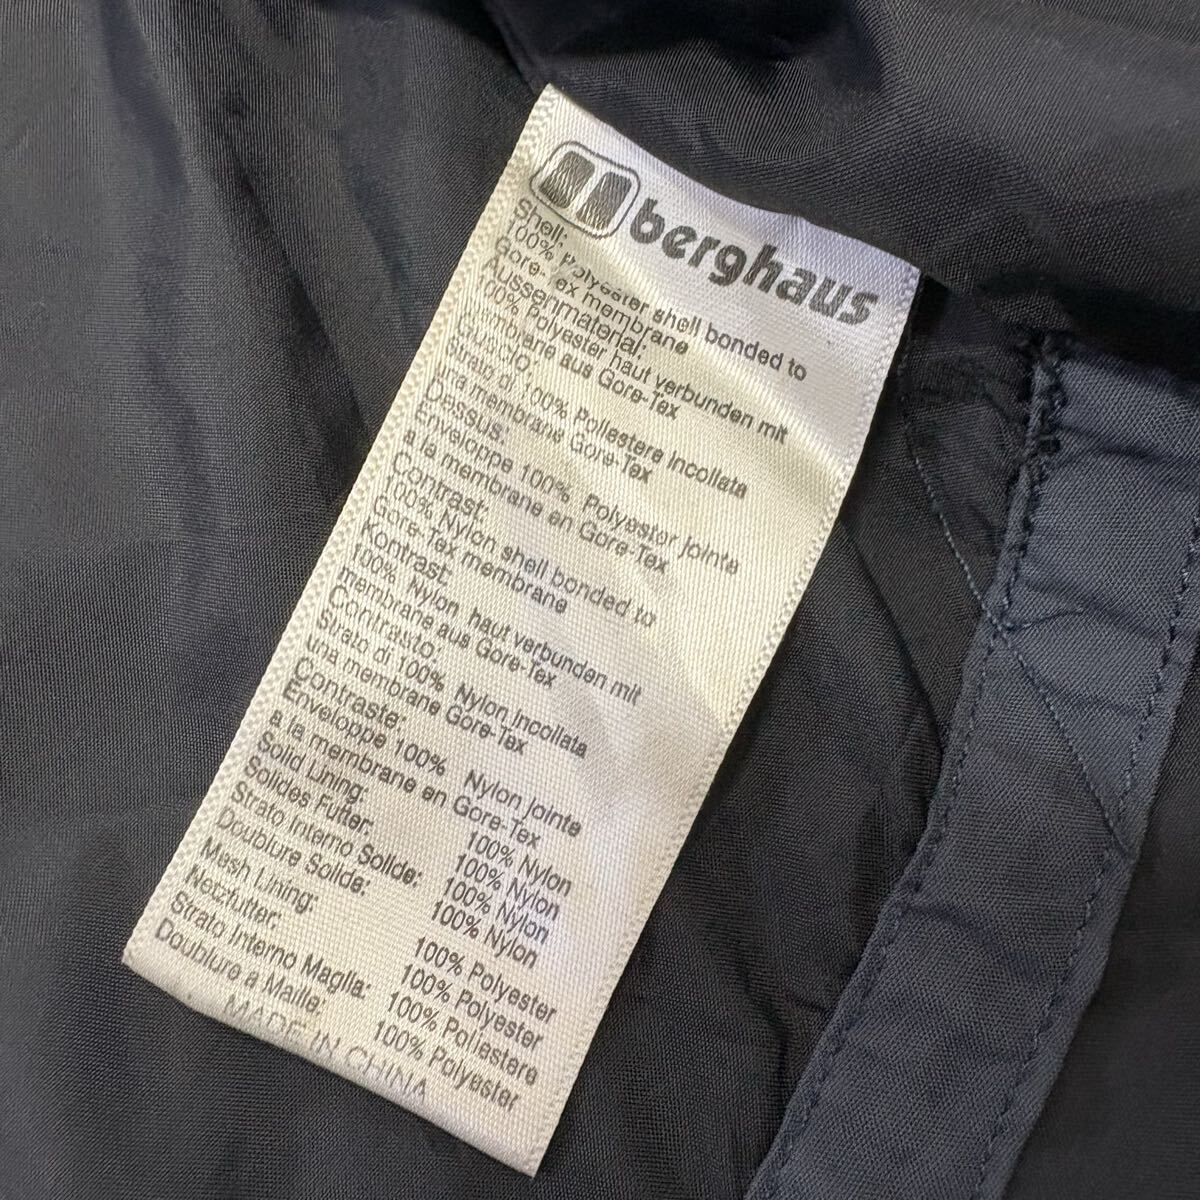 berghaus
Shell:
100% Polyester shell bonded to
Gore-Tex membrane
Aussenmaterial:
100% Polyester haut verbunden mit
membrane aus Gore-Tex
Guscio:
Strato di 100% Poliestere incollata
una membrane Gore-Tex
Dassus.
Enveloppe 100% Polyester jointe
a la membrane en Gore-Tex
Contrast:
100% Nylon shell bonded to
Gore-Tex membrane
Kontrast:
100% Nylon haut verbunden mit
membrane aus Gore-Tex
Contrasto:
Strato di 100% Nylon incollata
una membrane Gore-Tex
Contraste:
Enveloppe 100% Nylon jointe
a la membrane en Gore-Tex
Solid Lining: 100% Nylon
Solides Futter: 100% Nylon
Strato Interno Solide: 100% Nylon
Doublure Solide: 100% Nylon
Mesh Lining: 100% Polyester
Netzfutter: 100% Polyester
Strato Interno Maglia: 100% Poliestere
Doublure a Maille: 100% Polyester
MADE IN CHINA